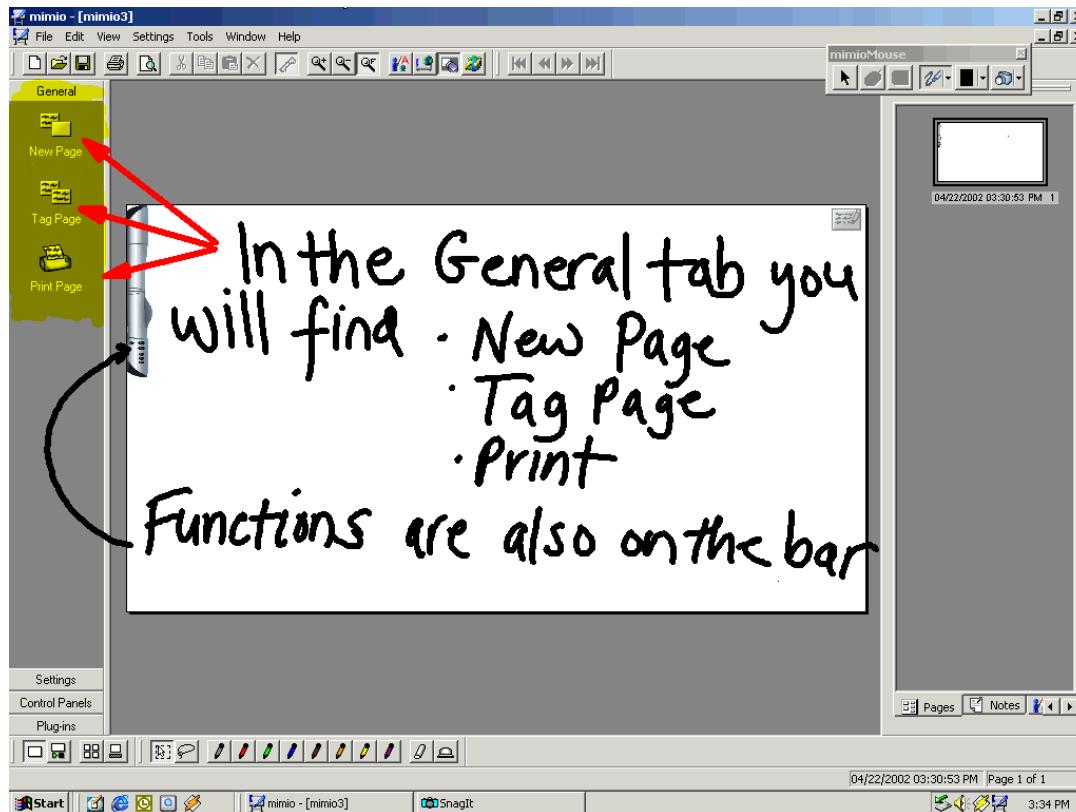 mimio - [mimio3]
File Edit View Settings Tools Window Help
mimioMouse
General
New Page
Tag Page
Print Page
04/22/2002 03:30:53 PM 1
In the General tab you
will find · New Page
· Tag Page
· Print
Functions are also on the bar
Settings
Control Panels
Plug-ins
Pages Notes
04/22/2002 03:30:53 PM Page 1 of 1
Start mimio - [mimio3] SnagIt 3:34 PM